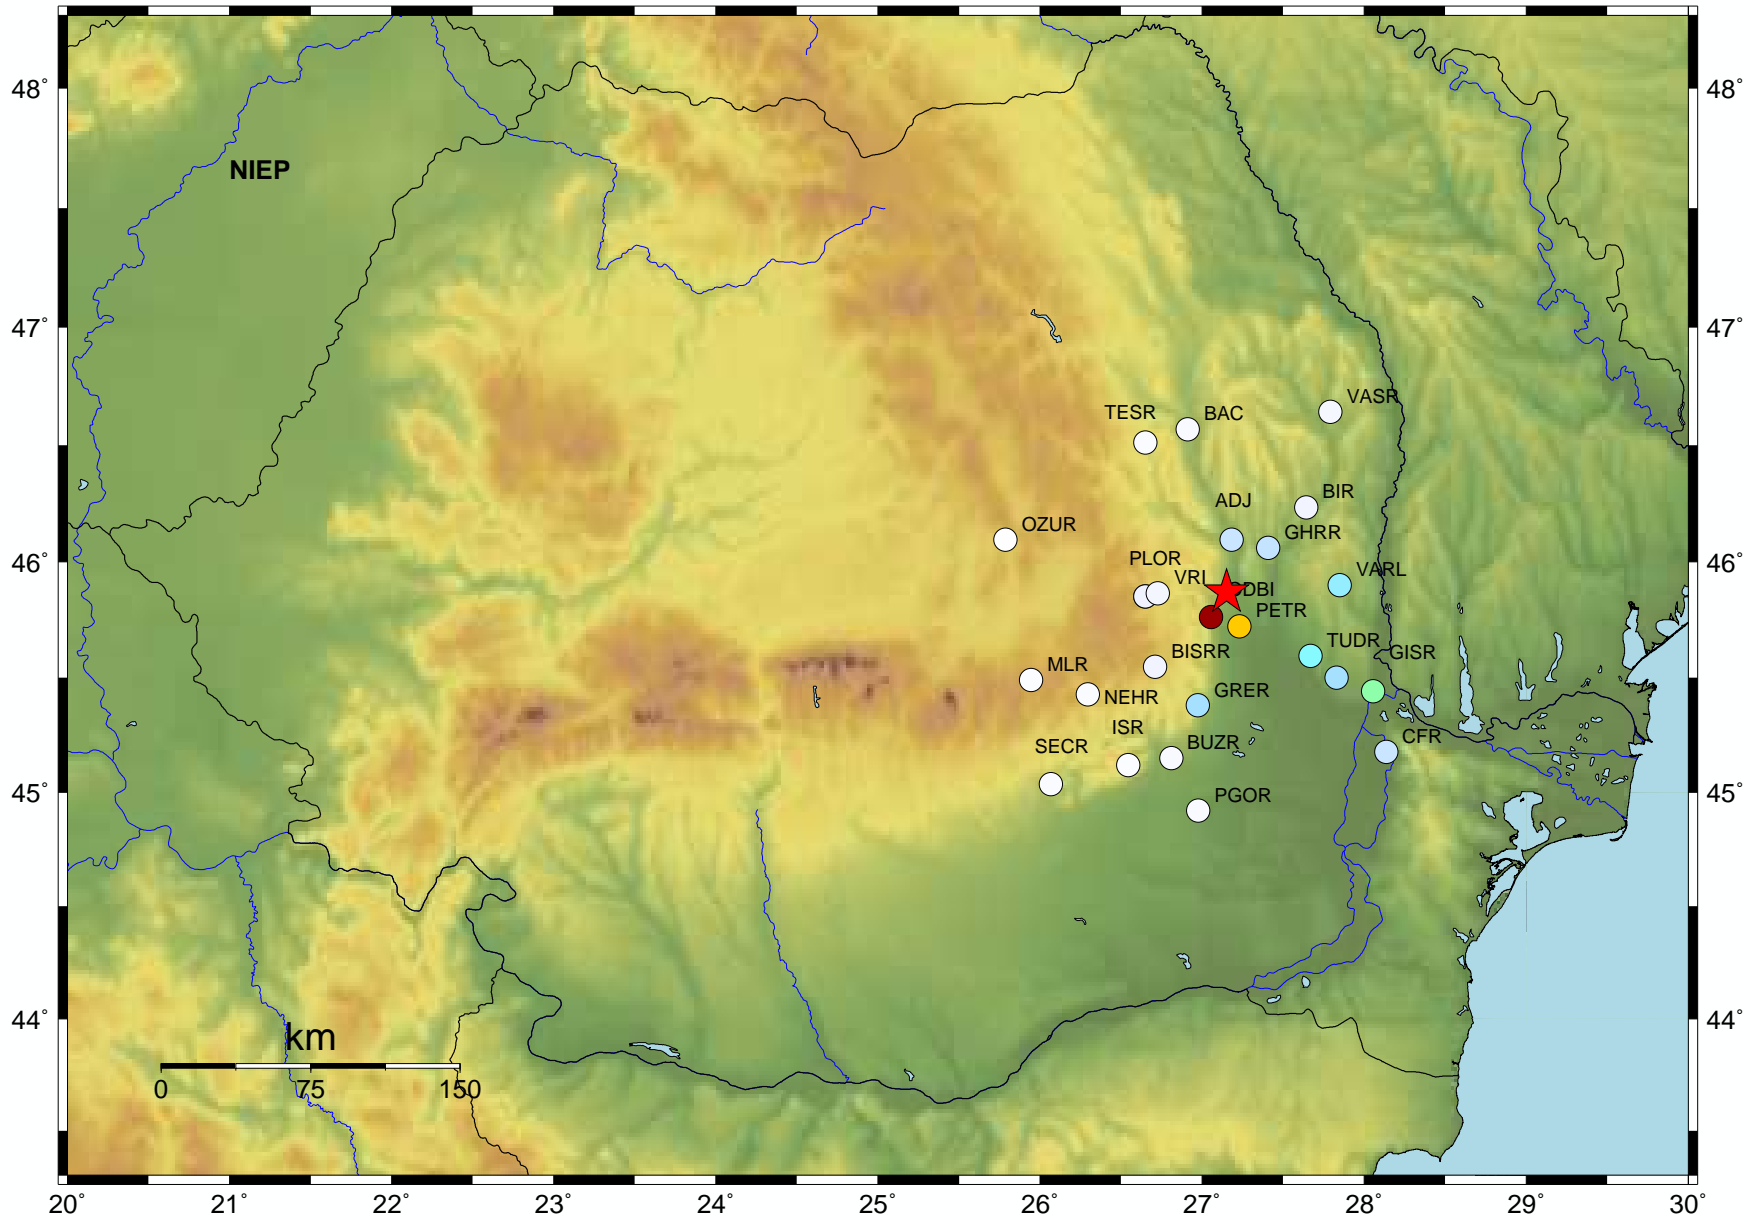 48° 48°
NIEP
47° 47°
VASR
TESR BAC
BIR
ADJ
OZUR GHRR
46° 46°
PLOR VARL
VRI DBI
PETR
TUDR GISR
BISRR
MLR
NEHR GRER
ISR CFR
SECR BUZR
45° 45°
PGOR
44° 44°
km
0 75 150
20° 21° 22° 23° 24° 25° 26° 27° 28° 29° 30°